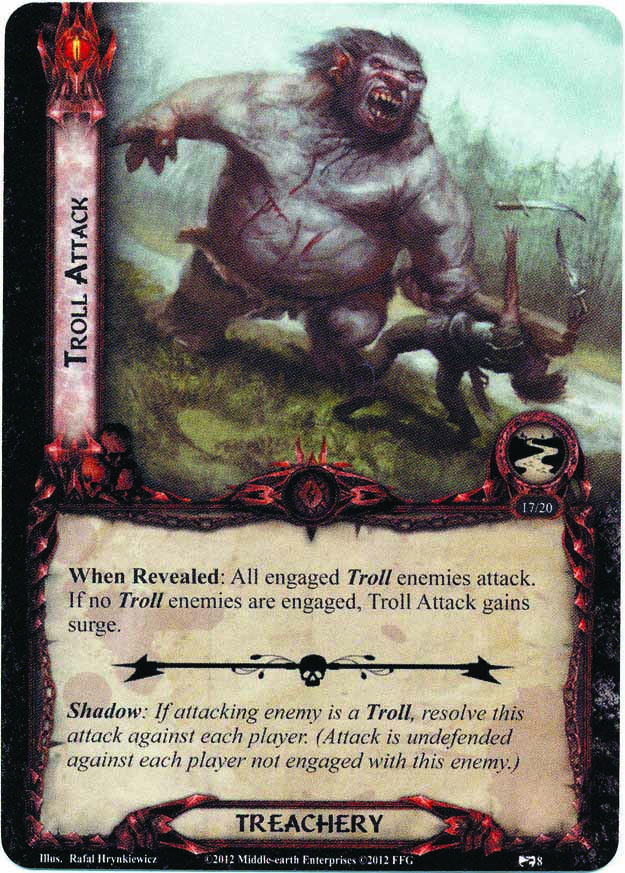 TROLL ATTACK
17/20
When Revealed: All engaged Troll enemies attack.
If no Troll enemies are engaged, Troll Attack gains
surge.
Shadow: If attacking enemy is a Troll, resolve this
attack against each player. (Attack is undefended
against each player not engaged with this enemy.)
TREACHERY
Illus. Rafal Hrynkiewicz ©2012 Middle-earth Enterprises ©2012 FFG 8